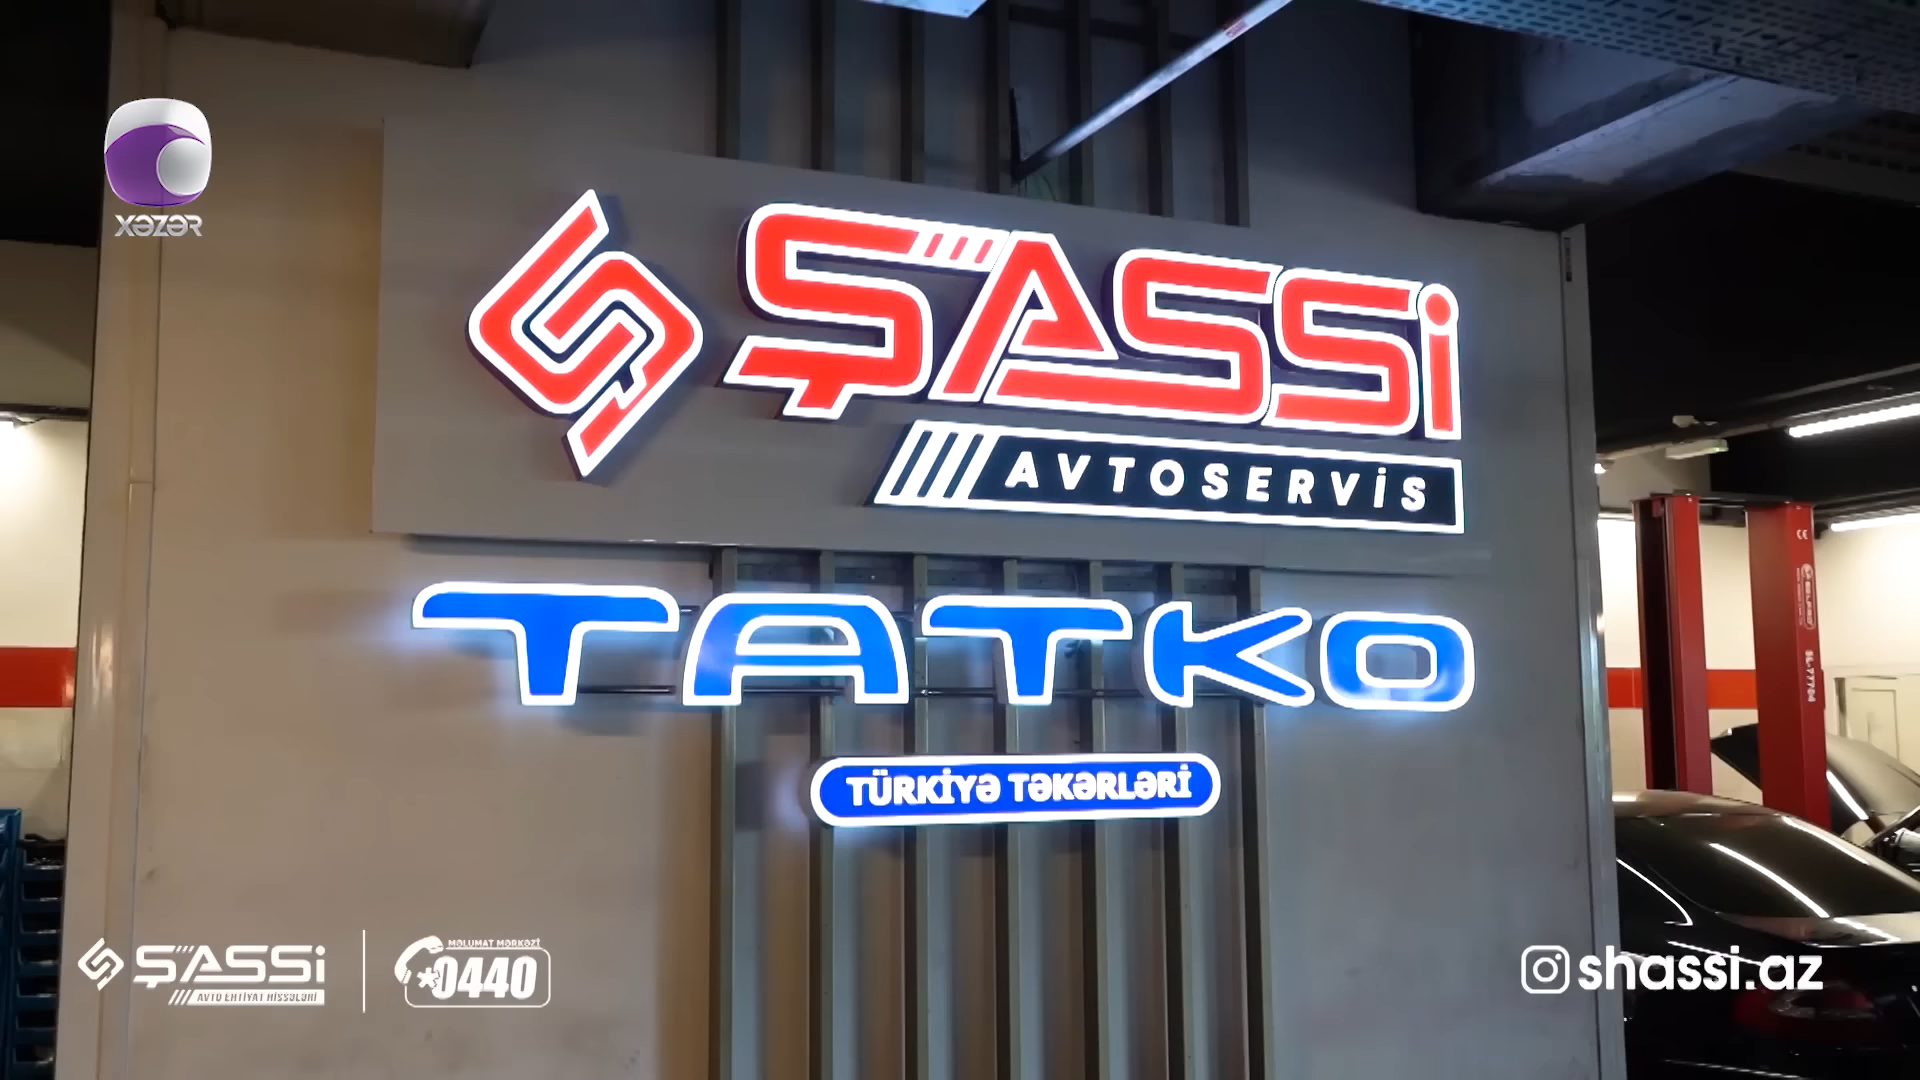 XƏZƏR
ŞASSİ
AVTOSERVİS
TATKO
TÜRKİYƏ TƏKƏRLƏRİ
ŞASSİ
AVTO EHTİYAT HİSSƏLƏRİ
MƏLUMAT MƏRKƏZİ
*0440
shassi.az